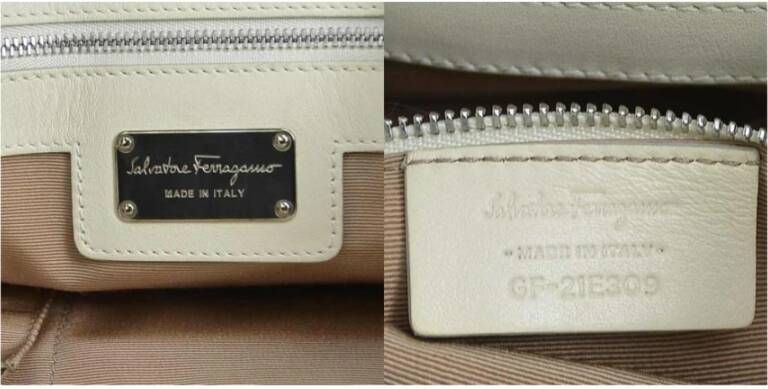 Salvatore Ferragamo
MADE IN ITALY
Salvatore Ferragamo
• MADE IN ITALY •
GF-21E309